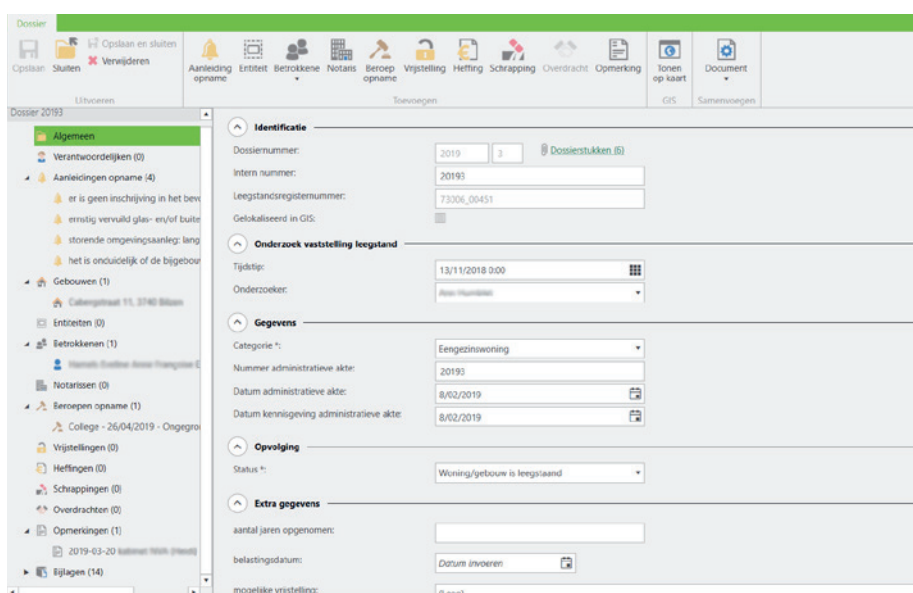 Dossier
Opslaan
Sluiten
Opslaan en sluiten
Verwijderen
Aanleiding opname
Entiteit
Betrokkene
Notaris
Beroep opname
Vrijstelling
Heffing
Schrapping
Overdracht
Opmerking
Tonen op kaart
Document
Uitvoeren
Toevoegen
GIS
Samenvoegen
Dossier 20193
Algemeen
Verantwoordelijken (0)
Aanleidingen opname (4)
er is geen inschrijving in het bevo
ernstig vervuild glas- en/of buite
storende omgevingsaanleg: lang
het is onduidelijk of de bijgebouw
Gebouwen (1)
Entiteiten (0)
Betrokkenen (1)
Notarissen (0)
Beroepen opname (1)
College - 26/04/2019 - Ongegro
Vrijstellingen (0)
Heffingen (0)
Schrappingen (0)
Overdrachten (0)
Opmerkingen (1)
2019-03-20
Bijlagen (14)
Identificatie
Dossiernummer:
2019
3
Dossierstukken (6)
Intern nummer:
20193
Leegstandsregisternummer:
73006_00451
Gelokaliseerd in GIS:
Onderzoek vaststelling leegstand
Tijdstip:
13/11/2018 0:00
Onderzoeker:
Gegevens
Categorie *:
Eengezinswoning
Nummer administratieve akte:
20193
Datum administratieve akte:
8/02/2019
Datum kennisgeving administratieve akte:
8/02/2019
Opvolging
Status *:
Woning/gebouw is leegstaand
Extra gegevens
aantal jaren opgenomen:
belastingsdatum:
Datum invoeren
mogelijke vrijstelling: